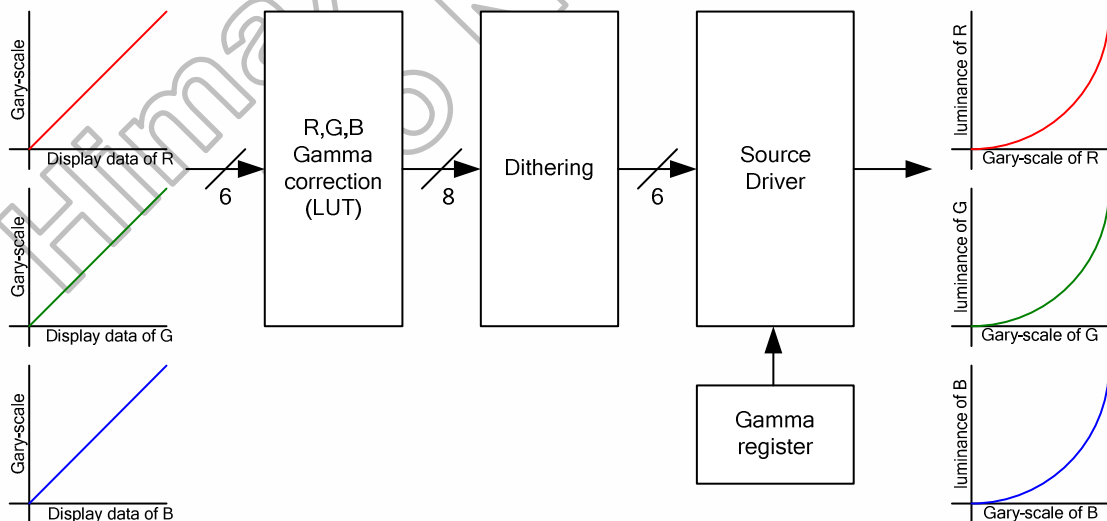 Gary-scale
Display data of R
Gary-scale
Display data of G
Gary-scale
Display data of B
6
R,G,B
Gamma
correction
(LUT)
8
Dithering
6
Source
Driver
Gamma
register
luminance of R
Gary-scale of R
luminance of G
Gary-scale of G
luminance of B
Gary-scale of B